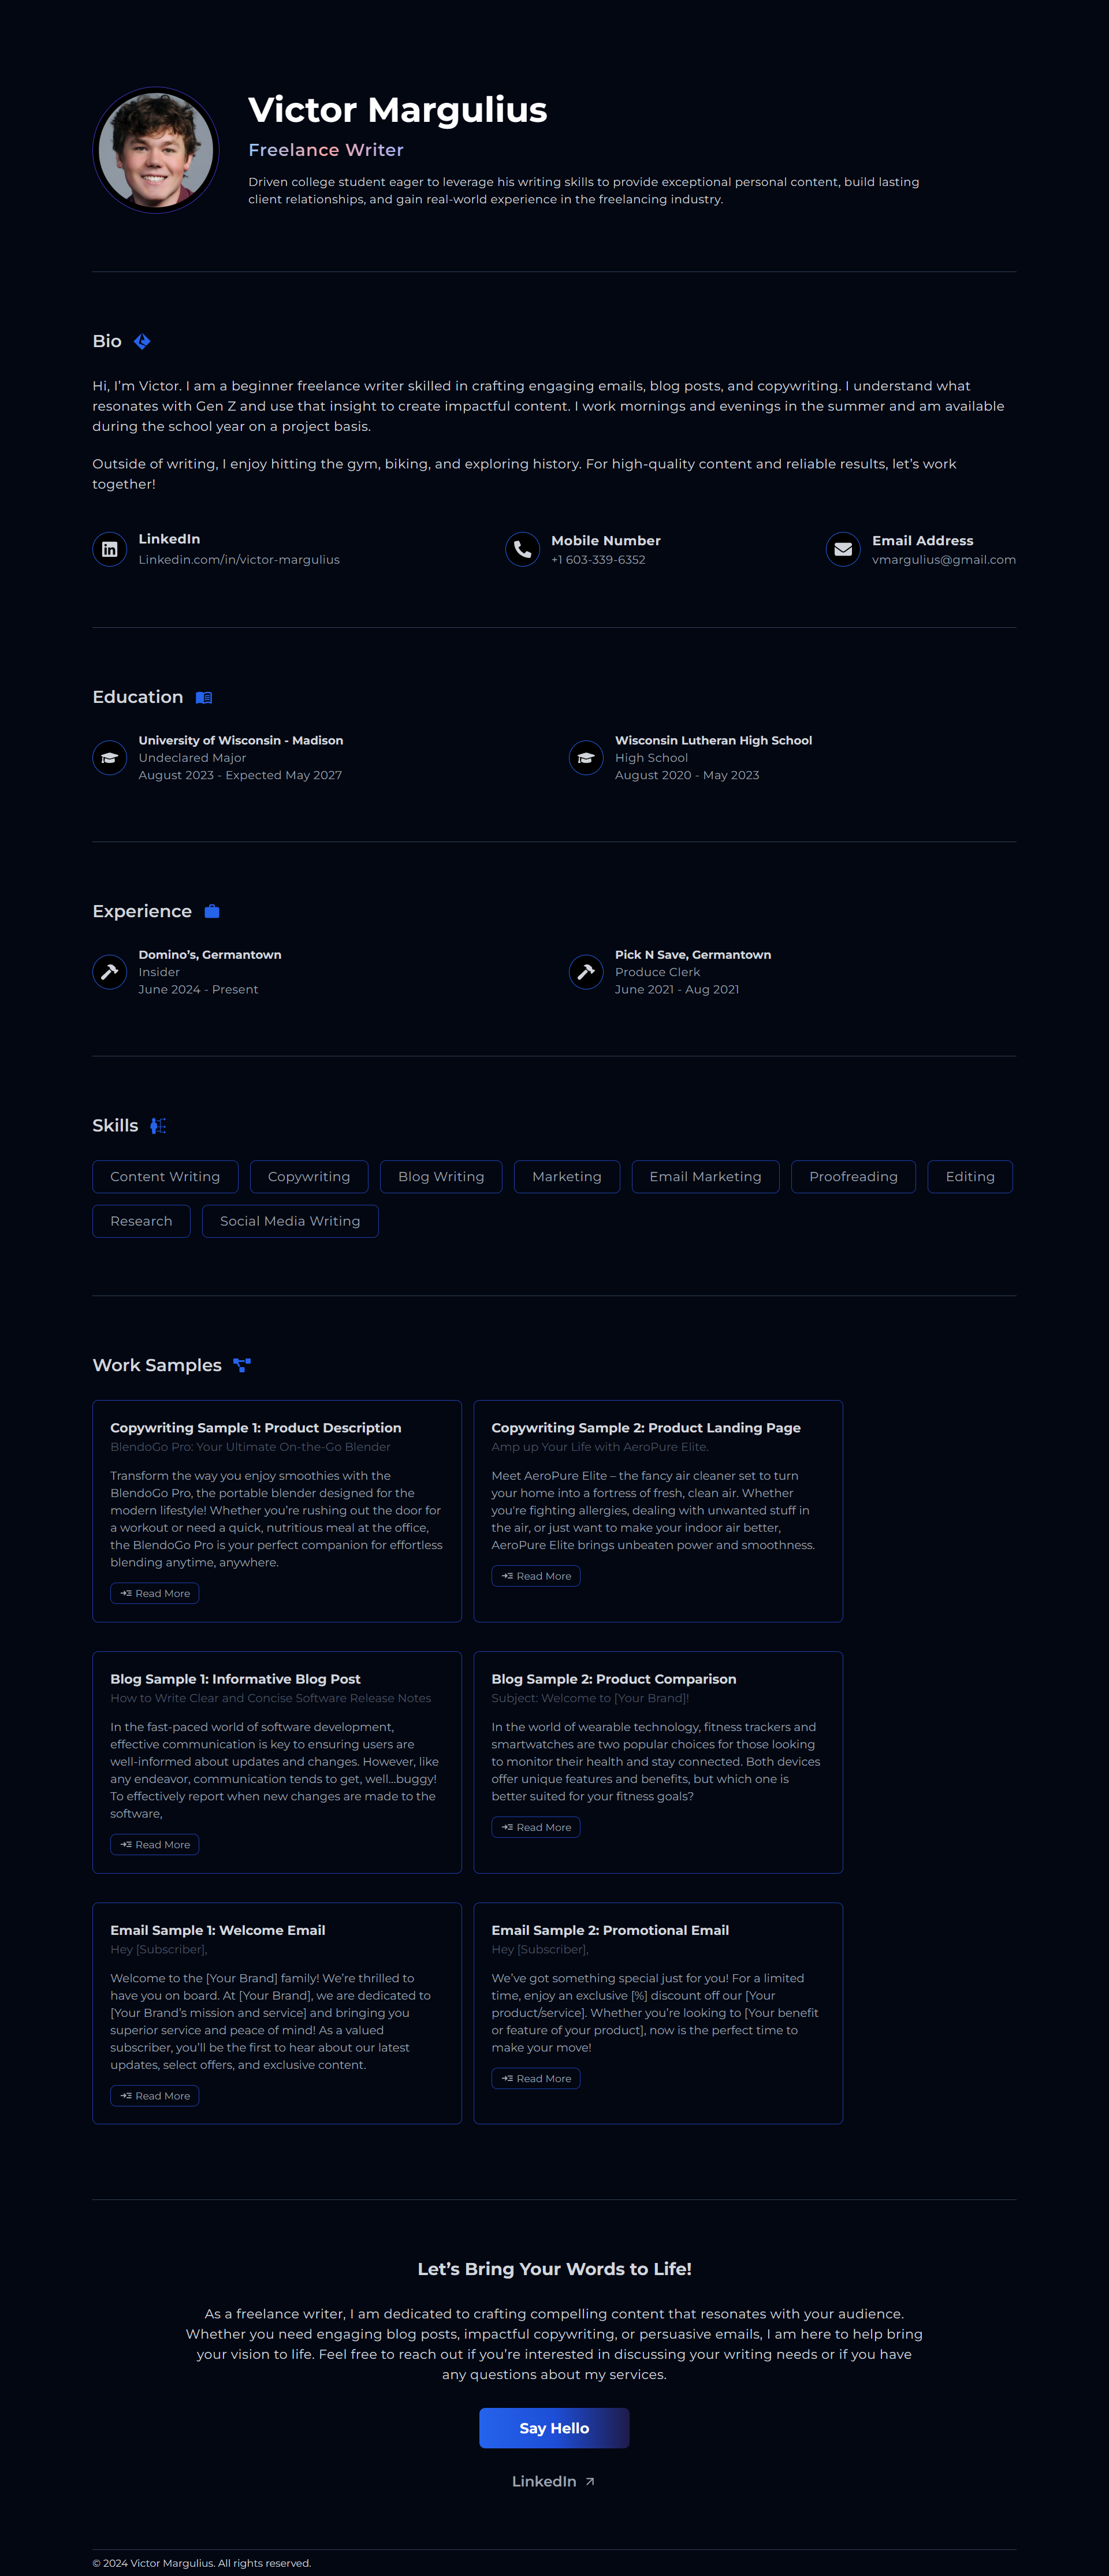 Victor Margulius
Freelance Writer
Driven college student eager to leverage his writing skills to provide exceptional personal content, build lasting
client relationships, and gain real-world experience in the freelancing industry.
Bio
Hi, I’m Victor. I am a beginner freelance writer skilled in crafting engaging emails, blog posts, and copywriting. I understand what
resonates with Gen Z and use that insight to create impactful content. I work mornings and evenings in the summer and am available
during the school year on a project basis.
Outside of writing, I enjoy hitting the gym, biking, and exploring history. For high-quality content and reliable results, let’s work
together!
LinkedIn
Linkedin.com/in/victor-margulius
Mobile Number
+1 603-339-6352
Email Address
vmargulius@gmail.com
Education
University of Wisconsin - Madison
Undeclared Major
August 2023 - Expected May 2027
Wisconsin Lutheran High School
High School
August 2020 - May 2023
Experience
Domino’s, Germantown
Insider
June 2024 - Present
Pick N Save, Germantown
Produce Clerk
June 2021 - Aug 2021
Skills
Content Writing
Copywriting
Blog Writing
Marketing
Email Marketing
Proofreading
Editing
Research
Social Media Writing
Work Samples
Copywriting Sample 1: Product Description
BlendoGo Pro: Your Ultimate On-the-Go Blender
Transform the way you enjoy smoothies with the
BlendoGo Pro, the portable blender designed for the
modern lifestyle! Whether you’re rushing out the door for
a workout or need a quick, nutritious meal at the office,
the BlendoGo Pro is your perfect companion for effortless
blending anytime, anywhere.
Read More
Copywriting Sample 2: Product Landing Page
Amp up Your Life with AeroPure Elite.
Meet AeroPure Elite – the fancy air cleaner set to turn
your home into a fortress of fresh, clean air. Whether
you're fighting allergies, dealing with unwanted stuff in
the air, or just want to make your indoor air better,
AeroPure Elite brings unbeaten power and smoothness.
Read More
Blog Sample 1: Informative Blog Post
How to Write Clear and Concise Software Release Notes
In the fast-paced world of software development,
effective communication is key to ensuring users are
well-informed about updates and changes. However, like
any endeavor, communication tends to get, well...buggy!
To effectively report when new changes are made to the
software,
Read More
Blog Sample 2: Product Comparison
Subject: Welcome to [Your Brand]!
In the world of wearable technology, fitness trackers and
smartwatches are two popular choices for those looking
to monitor their health and stay connected. Both devices
offer unique features and benefits, but which one is
better suited for your fitness goals?
Read More
Email Sample 1: Welcome Email
Hey [Subscriber],
Welcome to the [Your Brand] family! We’re thrilled to
have you on board. At [Your Brand], we are dedicated to
[Your Brand’s mission and service] and bringing you
superior service and peace of mind! As a valued
subscriber, you’ll be the first to hear about our latest
updates, select offers, and exclusive content.
Read More
Email Sample 2: Promotional Email
Hey [Subscriber],
We’ve got something special just for you! For a limited
time, enjoy an exclusive [%] discount off our [Your
product/service]. Whether you’re looking to [Your benefit
or feature of your product], now is the perfect time to
make your move!
Read More
Let’s Bring Your Words to Life!
As a freelance writer, I am dedicated to crafting compelling content that resonates with your audience.
Whether you need engaging blog posts, impactful copywriting, or persuasive emails, I am here to help bring
your vision to life. Feel free to reach out if you’re interested in discussing your writing needs or if you have
any questions about my services.
Say Hello
LinkedIn
© 2024 Victor Margulius. All rights reserved.